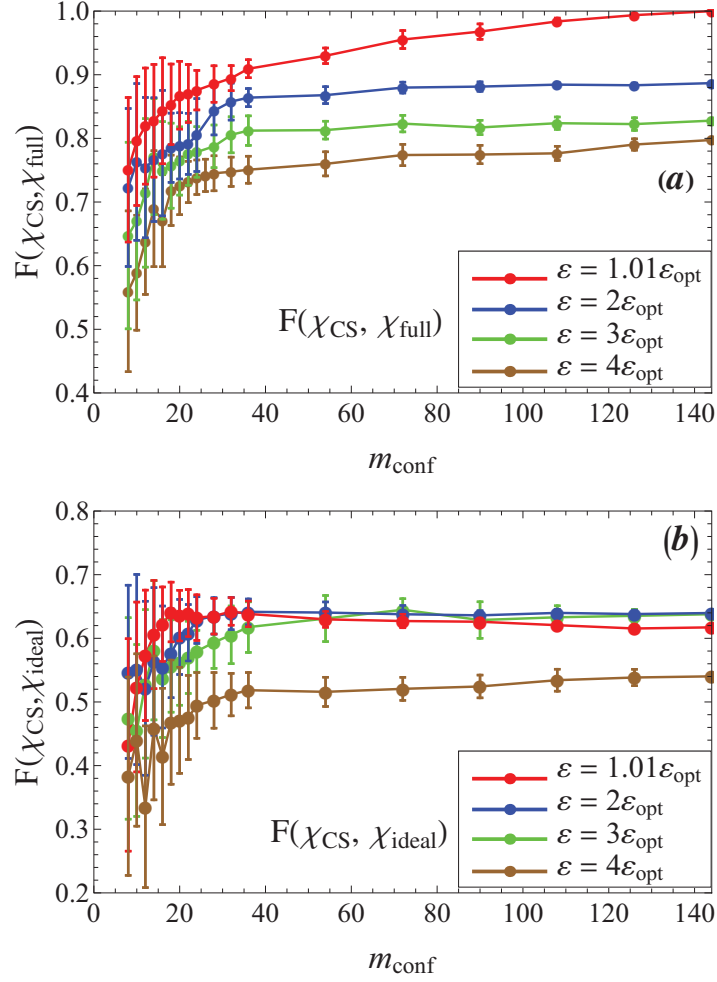 1.0
0.9
0.8
0.7
0.6
0.5
0.4
F(χCS,χfull)
(a)
ε = 1.01εopt
ε = 2εopt
ε = 3εopt
ε = 4εopt
F(χCS, χfull)
0 20 40 60 80 100 120 140
mconf
0.8
0.7
0.6
0.5
0.4
0.3
0.2
F(χCS,χideal)
(b)
ε = 1.01εopt
ε = 2εopt
ε = 3εopt
ε = 4εopt
F(χCS, χideal)
0 20 40 60 80 100 120 140
mconf